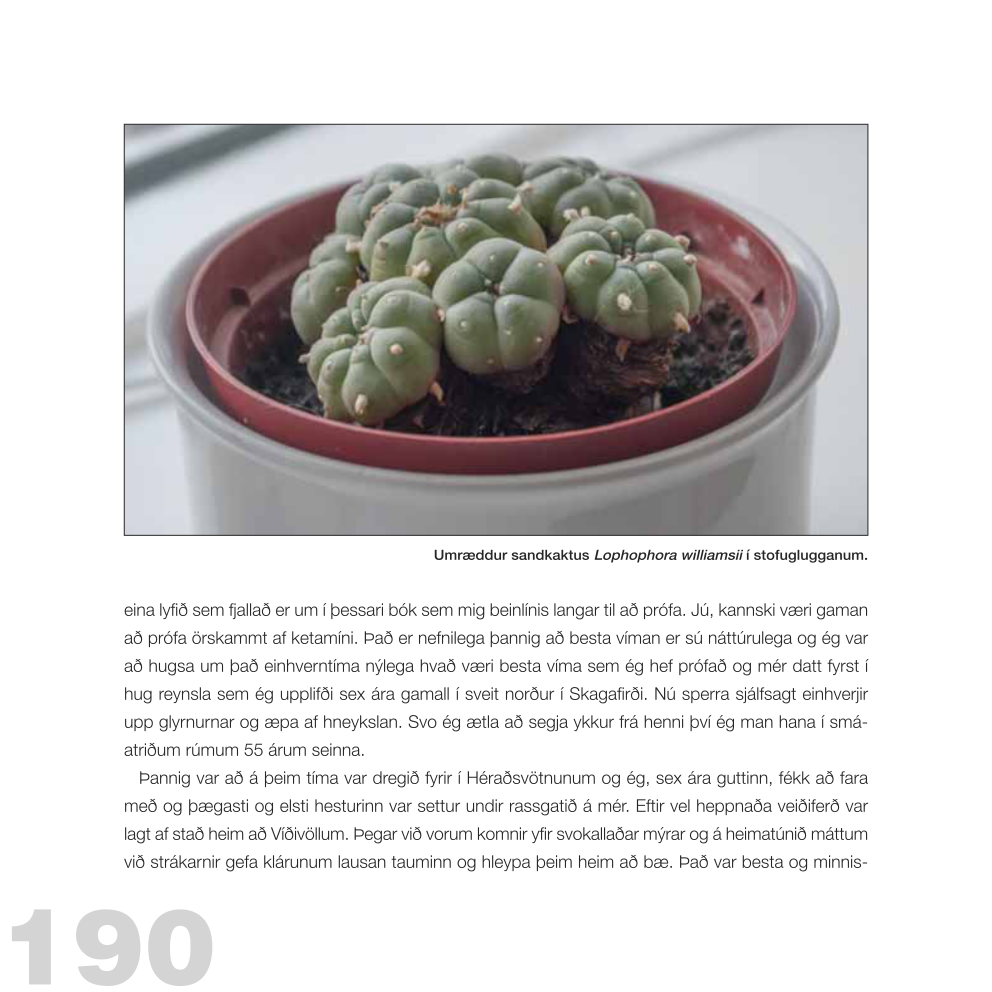 Umræddur sandkaktus Lophophora williamsii í stofuglugganum.
eina lyfið sem fjallað er um í þessari bók sem mig beinlínis langar til að prófa. Jú, kannski væri gaman
að prófa örskammt af ketamíni. Það er nefnilega þannig að besta víman er sú náttúrulega og ég var
að hugsa um það einhverntíma nýlega hvað væri besta víma sem ég hef prófað og mér datt fyrst í
hug reynsla sem ég upplifði sex ára gamall í sveit norður í Skagafirði. Nú sperra sjálfsagt einhverjir
upp glyrnurnar og æpa af hneykslan. Svo ég ætla að segja ykkur frá henni því ég man hana í smá-
atriðum rúmum 55 árum seinna.
Þannig var að á þeim tíma var dregið fyrir í Héraðsvötnunum og ég, sex ára guttinn, fékk að fara
með og þægasti og elsti hesturinn var settur undir rassgatið á mér. Eftir vel heppnaða veiðiferð var
lagt af stað heim að Víðivöllum. Þegar við vorum komnir yfir svokallaðar mýrar og á heimatúnið máttum
við strákarnir gefa klárunum lausan tauminn og hleypa þeim heim að bæ. Það var besta og minnis-
190